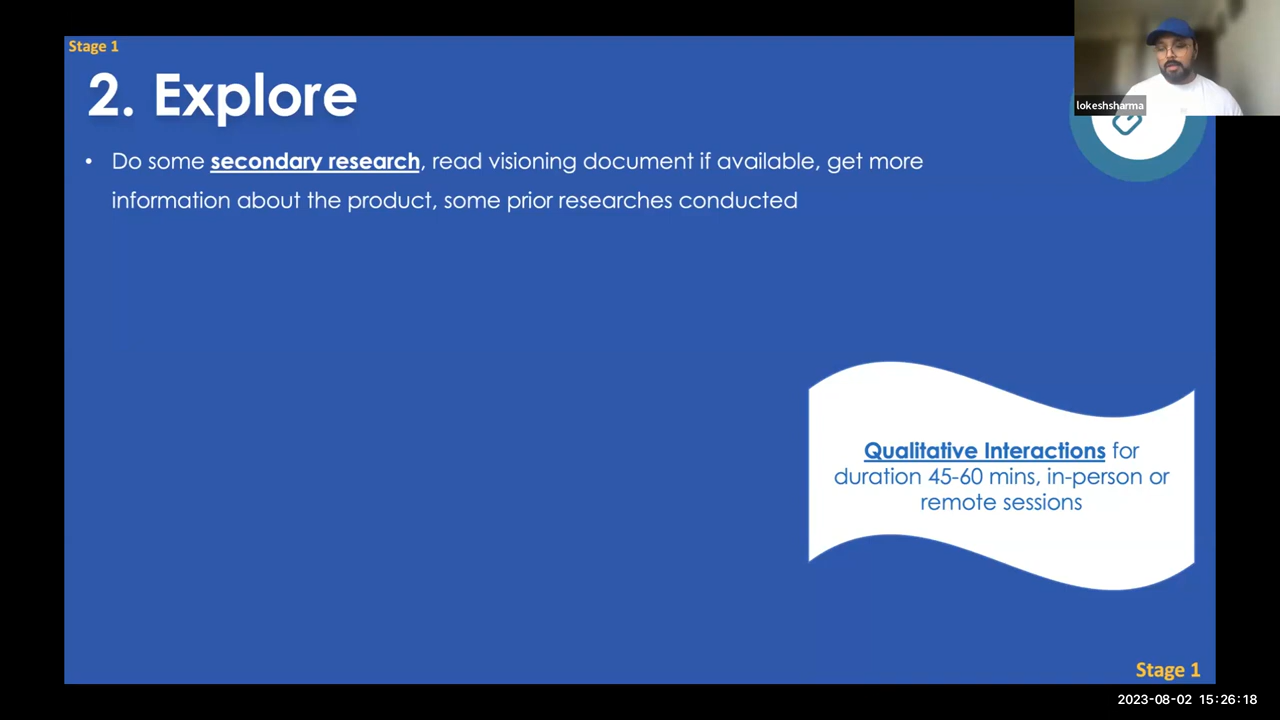 Stage 1
2. Explore
lokeshsharma
• Do some secondary research, read visioning document if available, get more
information about the product, some prior researches conducted
Qualitative Interactions for
duration 45-60 mins, in-person or
remote sessions
Stage 1
2023-08-02 15:26:18